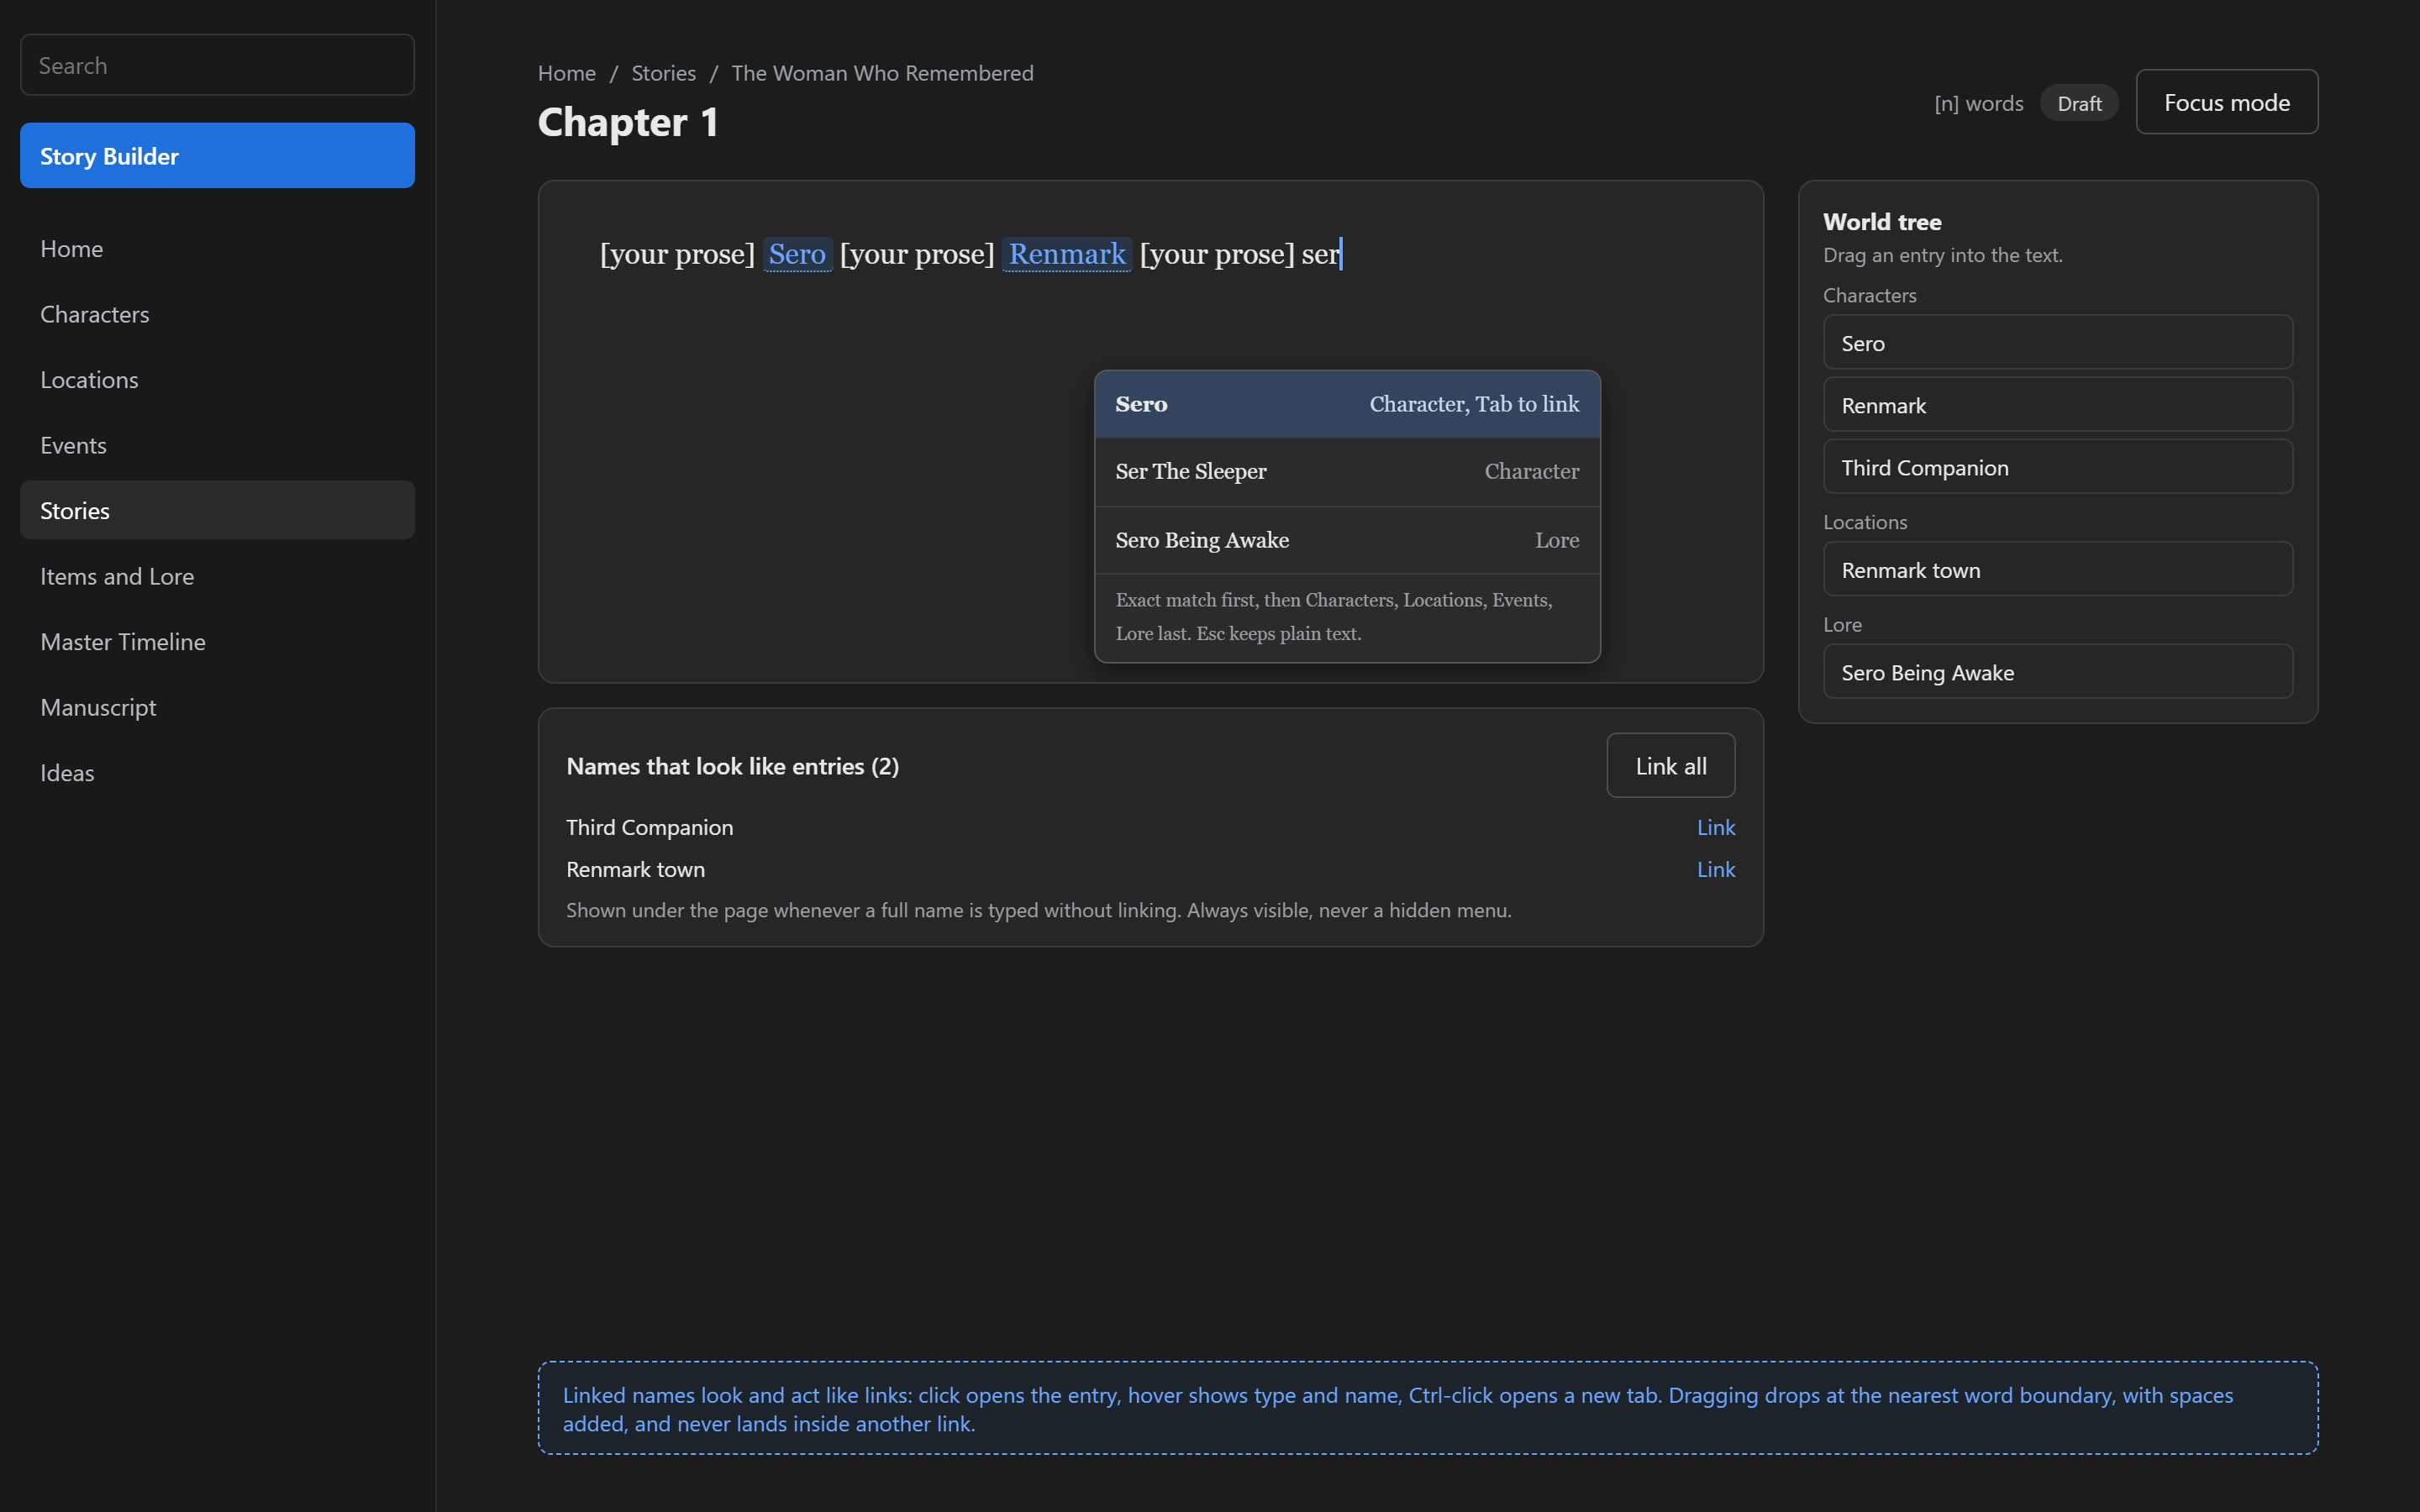 Search
Story Builder
Home
Characters
Locations
Events
Stories
Items and Lore
Master Timeline
Manuscript
Ideas
Home / Stories / The Woman Who Remembered
Chapter 1
[n] words
Draft
Focus mode
[your prose] Sero [your prose] Renmark [your prose] ser
Sero Character, Tab to link
Ser The Sleeper Character
Sero Being Awake Lore
Exact match first, then Characters, Locations, Events,
Lore last. Esc keeps plain text.
Names that look like entries (2)
Link all
Third Companion Link
Renmark town Link
Shown under the page whenever a full name is typed without linking. Always visible, never a hidden menu.
World tree
Drag an entry into the text.
Characters
Sero
Renmark
Third Companion
Locations
Renmark town
Lore
Sero Being Awake
Linked names look and act like links: click opens the entry, hover shows type and name, Ctrl-click opens a new tab. Dragging drops at the nearest word boundary, with spaces
added, and never lands inside another link.